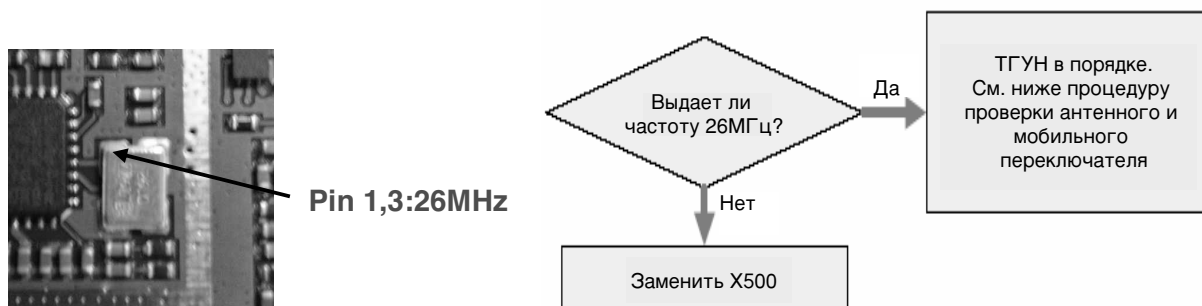 Pin 1,3:26MHz
Выдает ли
частоту 26МГц?
Да
ТГУН в порядке.
См. ниже процедуру
проверки антенного и
мобильного
переключателя
Нет
Заменить X500